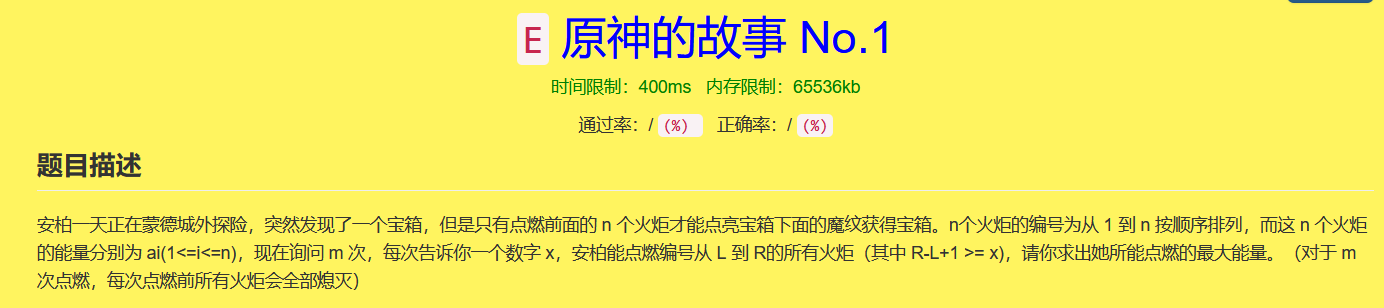 E 原神的故事 No.1
时间限制：400ms 内存限制：65536kb
通过率：/ (%) 正确率：/ (%)
题目描述
安柏一天正在蒙德城外探险，突然发现了一个宝箱，但是只有点燃前面的 n 个火炬才能点亮宝箱下面的魔纹获得宝箱。n个火炬的编号为从 1 到 n 按顺序排列，而这 n 个火炬
的能量分别为 ai(1<=i<=n)，现在询问 m 次，每次告诉你一个数字 x，安柏能点燃编号从 L 到 R的所有火炬（其中 R-L+1 >= x)，请你求出她所能点燃的最大能量。（对于 m
次点燃，每次点燃前所有火炬会全部熄灭）